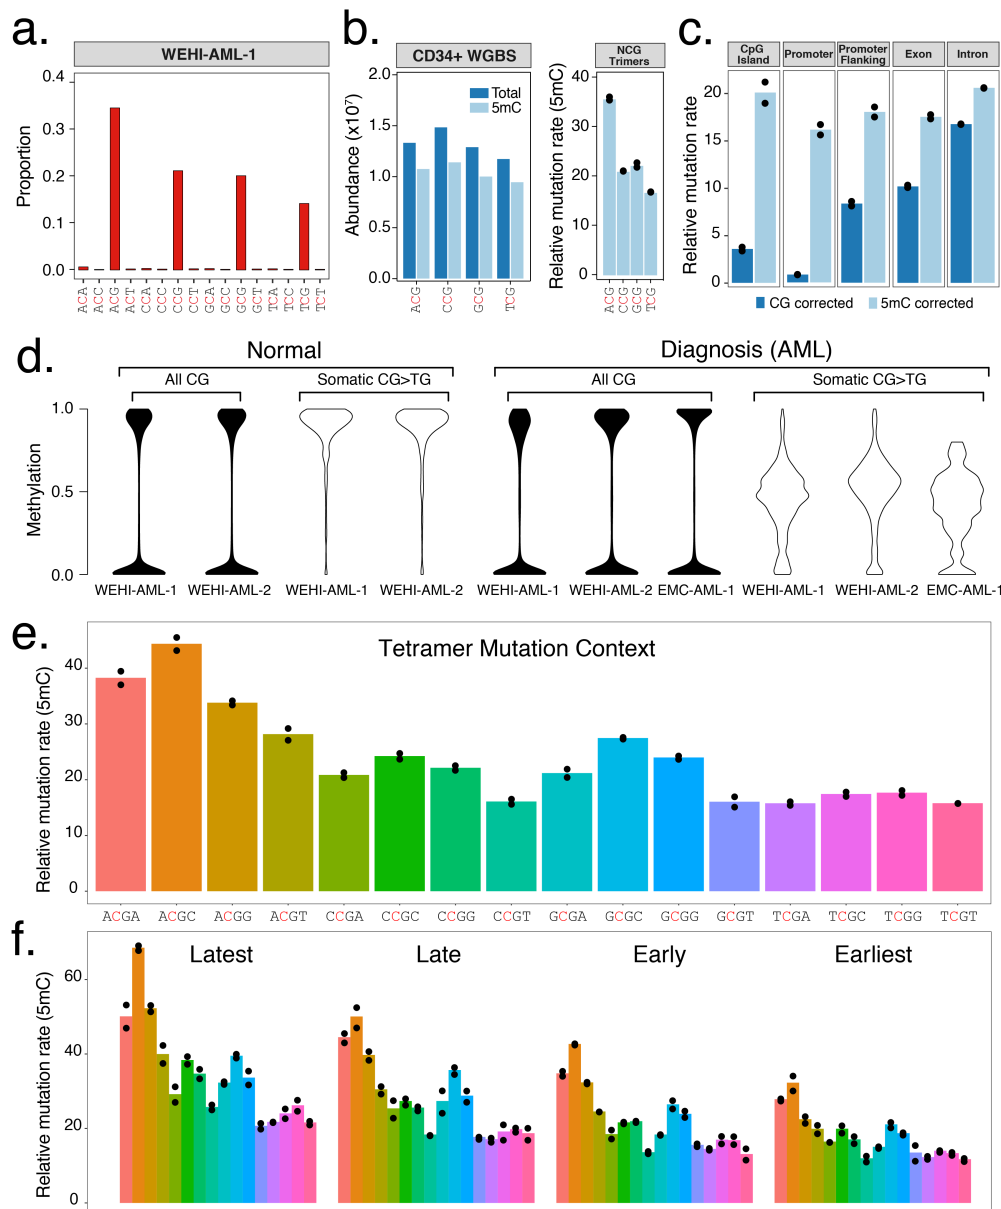 a.
WEHI-AML-1
Proportion
0.4
0.3
0.2
0.1
0.0
ACA
ACC
ACG
ACT
CCA
CCC
CCG
CCT
GCA
GCC
GCG
GCT
TCA
TCC
TCG
TCT
b.
CD34+ WGBS
Abundance (x10⁷)
2.0
1.5
1.0
0.5
0.0
Total
5mC
ACG
CCG
GCG
TCG
NCG
Trimers
Relative mutation rate (5mC)
40
30
20
10
0
ACG
CCG
GCG
TCG
c.
CpG
Island
Promoter
Promoter
Flanking
Exon
Intron
Relative mutation rate
20
15
10
5
0
CG corrected
5mC corrected
d.
Normal
Diagnosis (AML)
All CG
Somatic CG>TG
All CG
Somatic CG>TG
Methylation
1.0
0.5
0.0
WEHI-AML-1
WEHI-AML-2
WEHI-AML-1
WEHI-AML-2
WEHI-AML-1
WEHI-AML-2
EMC-AML-1
WEHI-AML-1
WEHI-AML-2
EMC-AML-1
e.
Tetramer Mutation Context
Relative mutation rate (5mC)
40
30
20
10
0
ACGA
ACGC
ACGG
ACGT
CCGA
CCGC
CCGG
CCGT
GCGA
GCGC
GCGG
GCGT
TCGA
TCGC
TCGG
TCGT
f.
Latest
Late
Early
Earliest
Relative mutation rate (5mC)
60
40
20
0